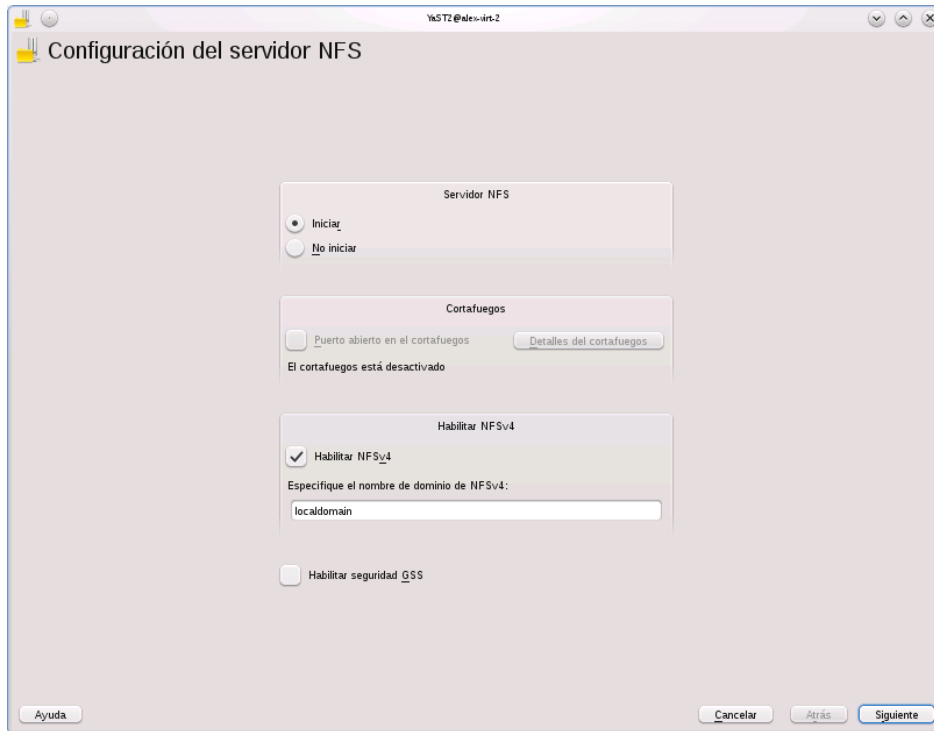 YaST2@alex-virt-2
Configuración del servidor NFS
Servidor NFS
Iniciar
No iniciar
Cortafuegos
Puerto abierto en el cortafuegos
Detalles del cortafuegos
El cortafuegos está desactivado
Habilitar NFSv4
Habilitar NFSv4
Especifique el nombre de dominio de NFSv4:
localdomain
Habilitar seguridad GSS
Ayuda
Cancelar
Atrás
Siguiente